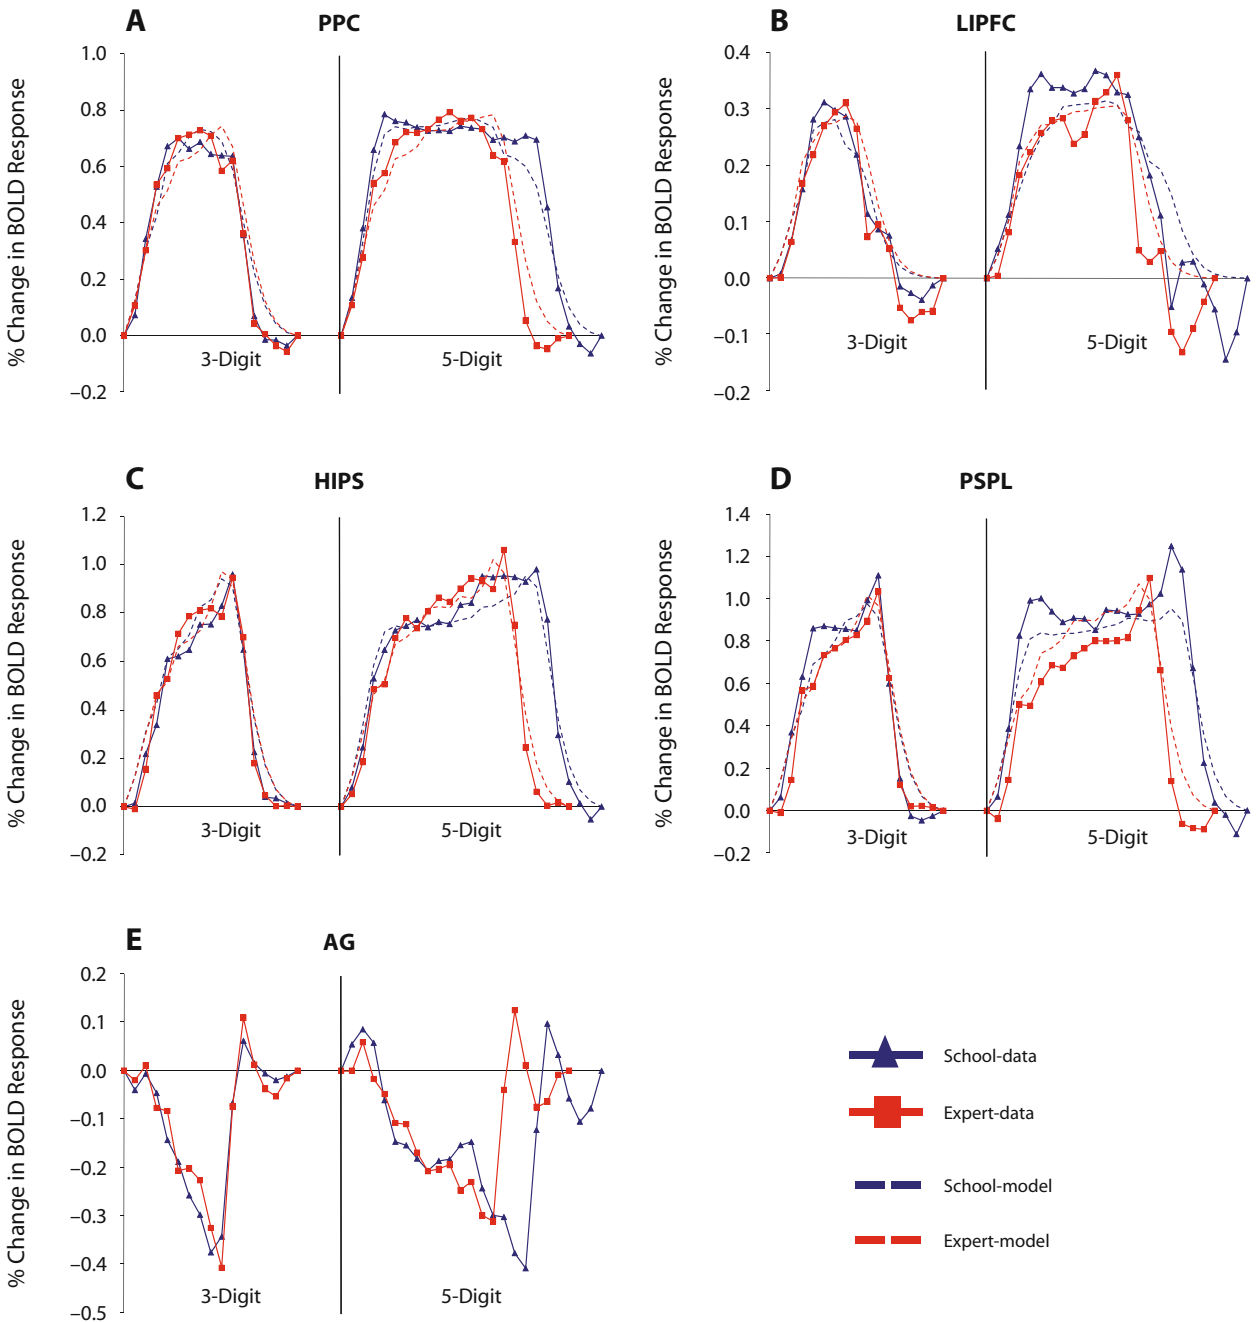 A
PPC
% Change in BOLD Response
1.0
0.8
0.6
0.4
0.2
0.0
–0.2
3-Digit
5-Digit
B
LIPFC
% Change in BOLD Response
0.4
0.3
0.2
0.1
0.0
–0.1
–0.2
3-Digit
5-Digit
C
HIPS
% Change in BOLD Response
1.2
1.0
0.8
0.6
0.4
0.2
0.0
–0.2
3-Digit
5-Digit
D
PSPL
% Change in BOLD Response
1.4
1.2
1.0
0.8
0.6
0.4
0.2
0.0
–0.2
3-Digit
5-Digit
E
AG
% Change in BOLD Response
0.2
0.1
0.0
–0.1
–0.2
–0.3
–0.4
–0.5
3-Digit
5-Digit
School-data
Expert-data
School-model
Expert-model